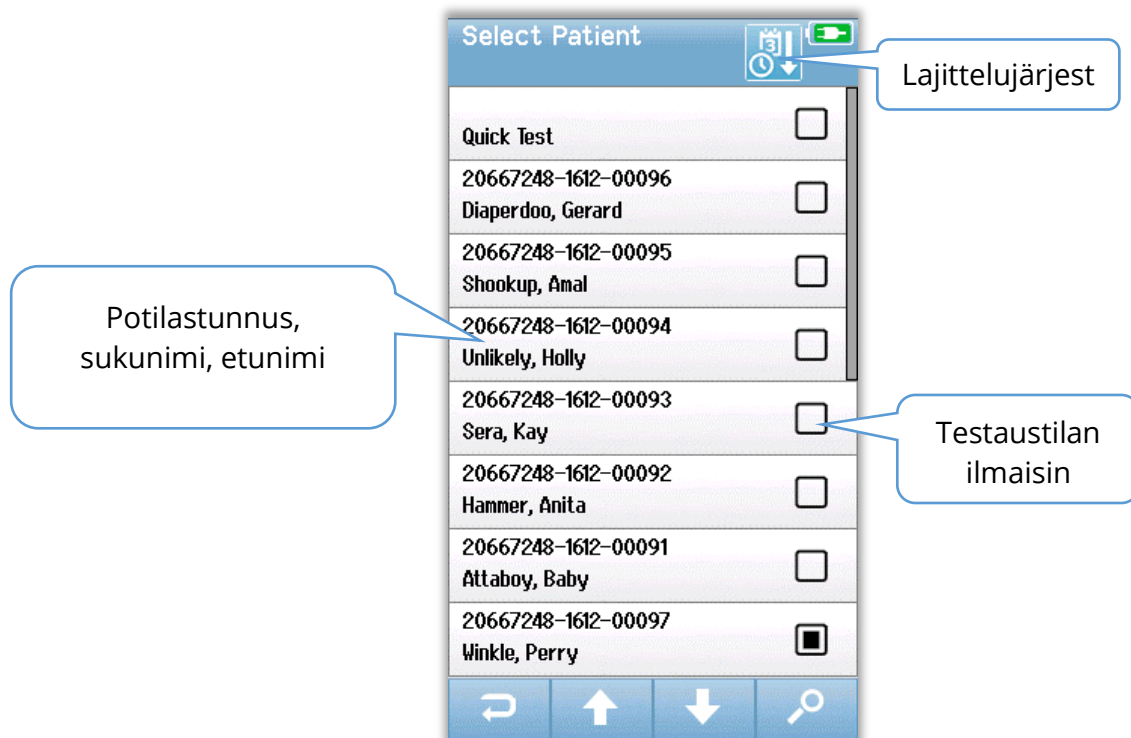 Select Patient
Lajittelujärjest
Quick Test
20667248-1612-00096
Diaperdoo, Gerard
20667248-1612-00095
Shookup, Amal
Potilastunnus,
sukunimi, etunimi
20667248-1612-00094
Unlikely, Holly
20667248-1612-00093
Sera, Kay
Testaustilan
ilmaisin
20667248-1612-00092
Hammer, Anita
20667248-1612-00091
Attaboy, Baby
20667248-1612-00097
Winkle, Perry